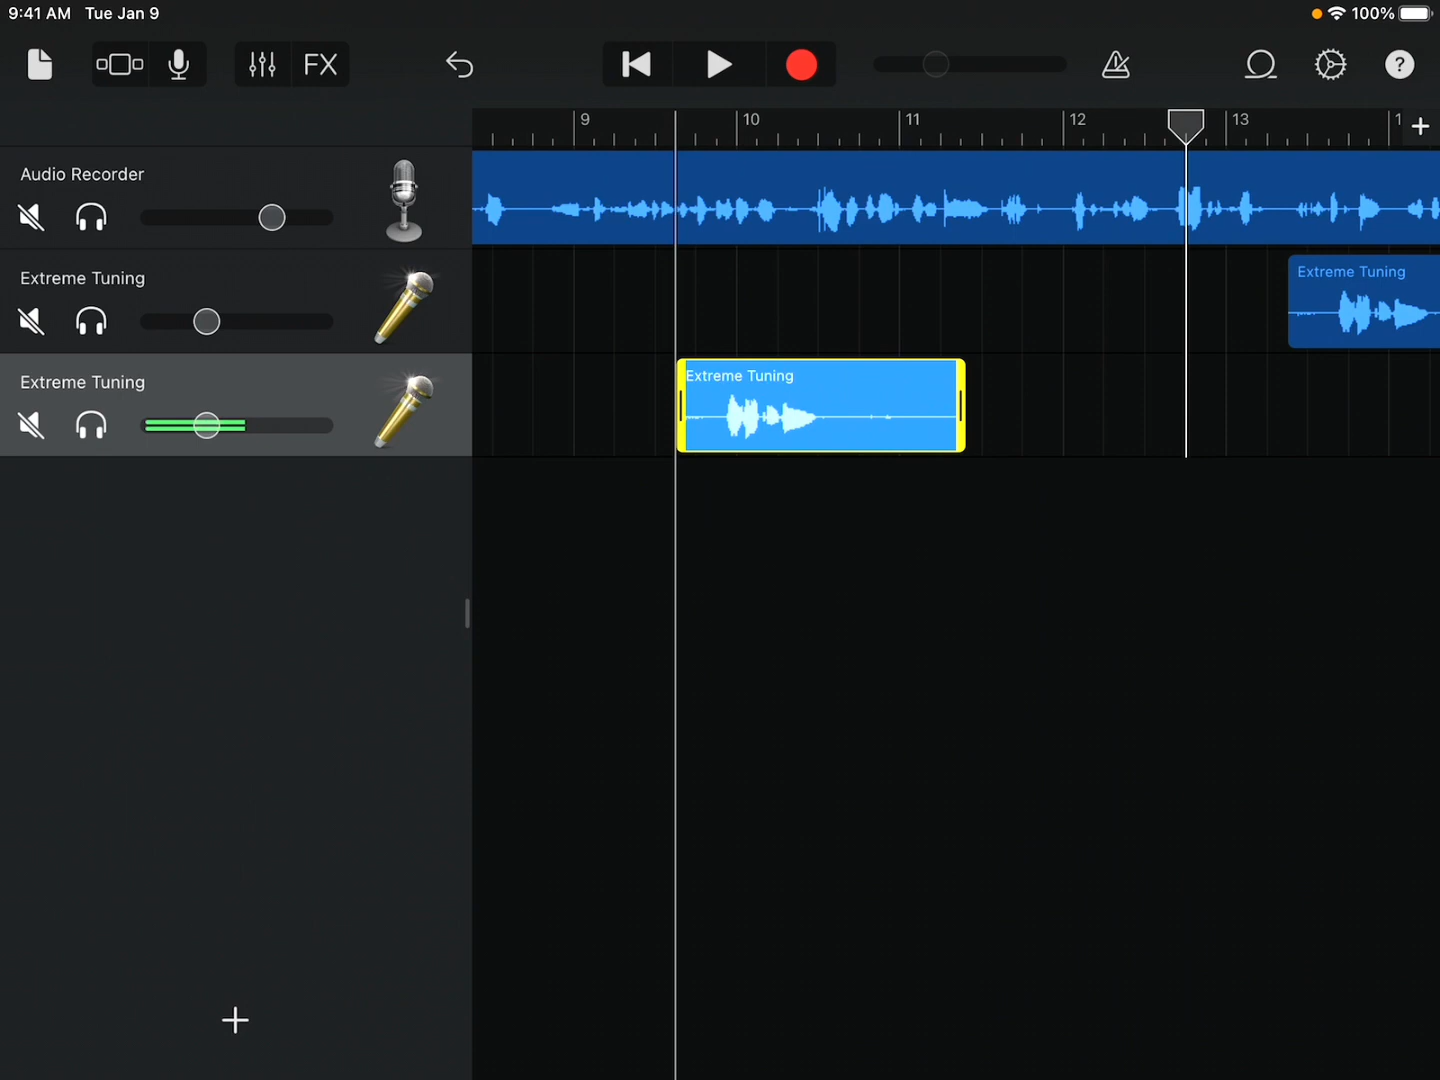 9:41 AM Tue Jan 9
100%
FX
?
9 10 11 12 13 1
Audio Recorder
Extreme Tuning
Extreme Tuning
Extreme Tuning
Extreme Tuning